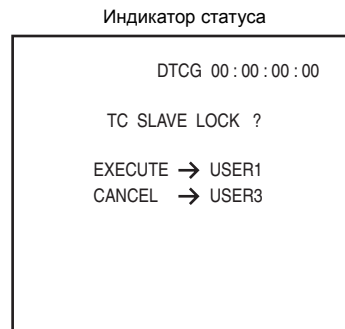 Индикатор статуса
DTCG 00 : 00 : 00 : 00
TC SLAVE LOCK ?
EXECUTE → USER1
CANCEL → USER3